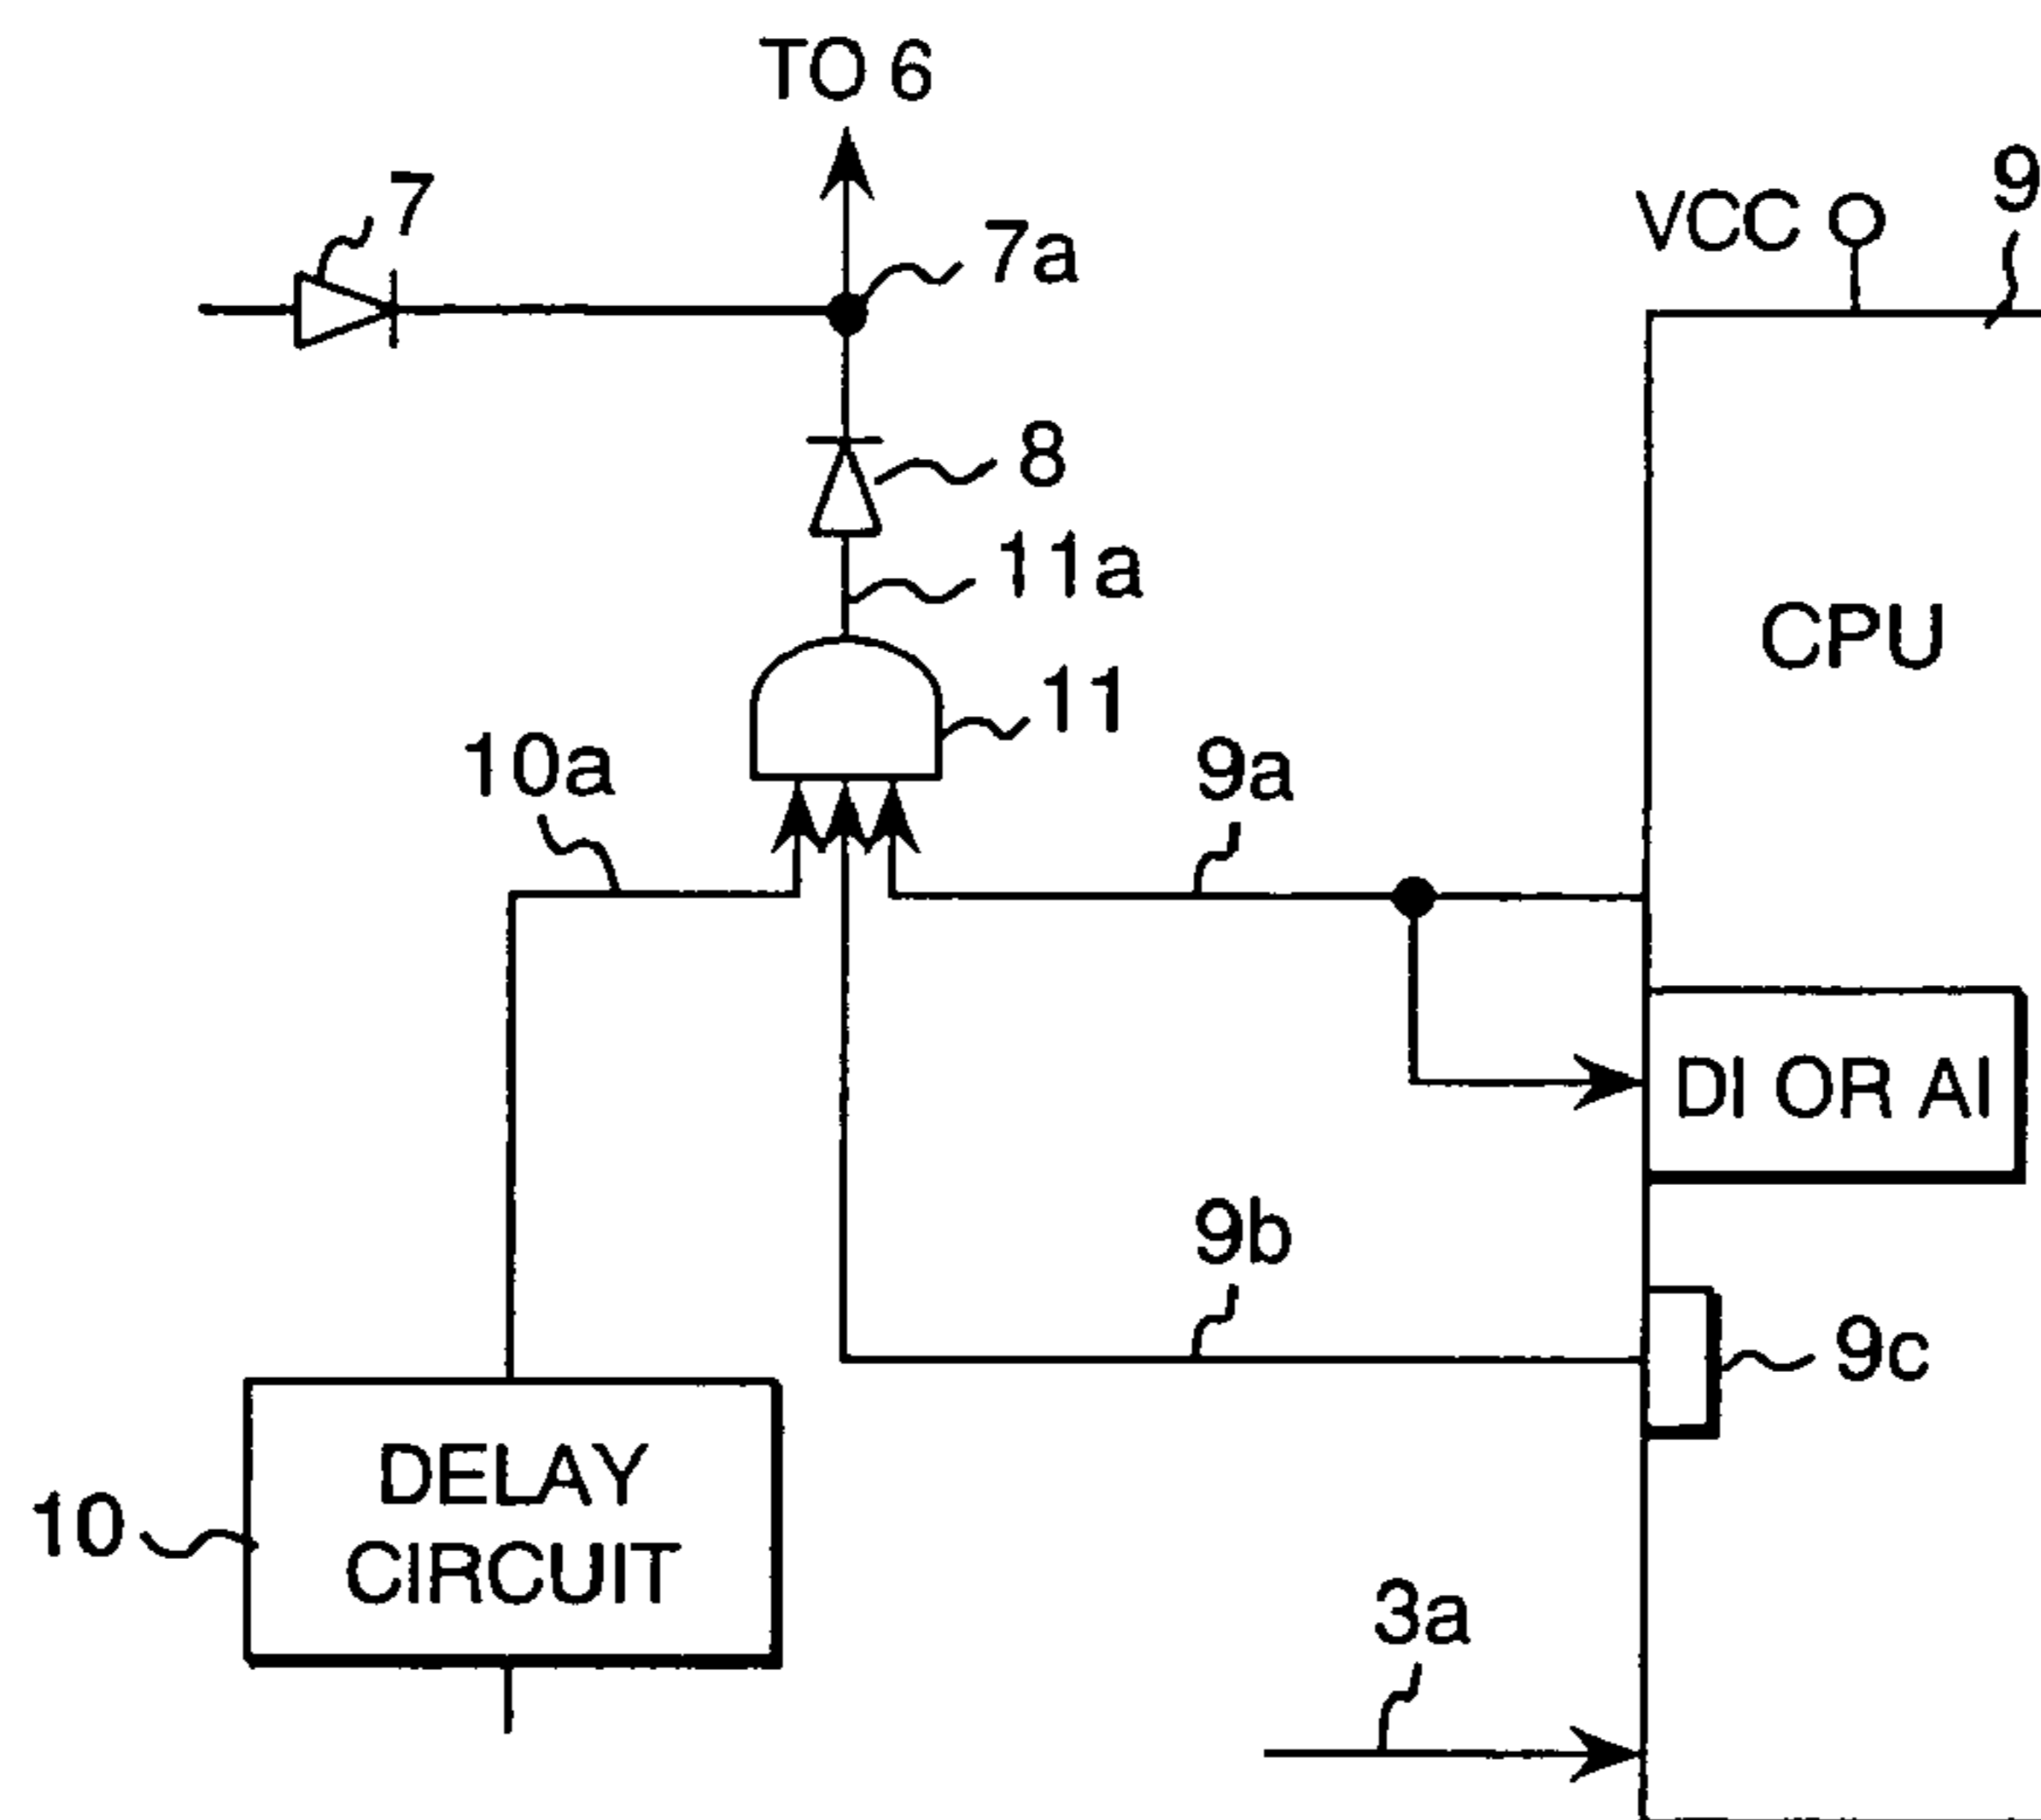 TO 6
7
VCC
9
7a
8
11a
CPU
11
10a
9a
DI OR AI
9b
9c
DELAY
CIRCUIT
10
3a